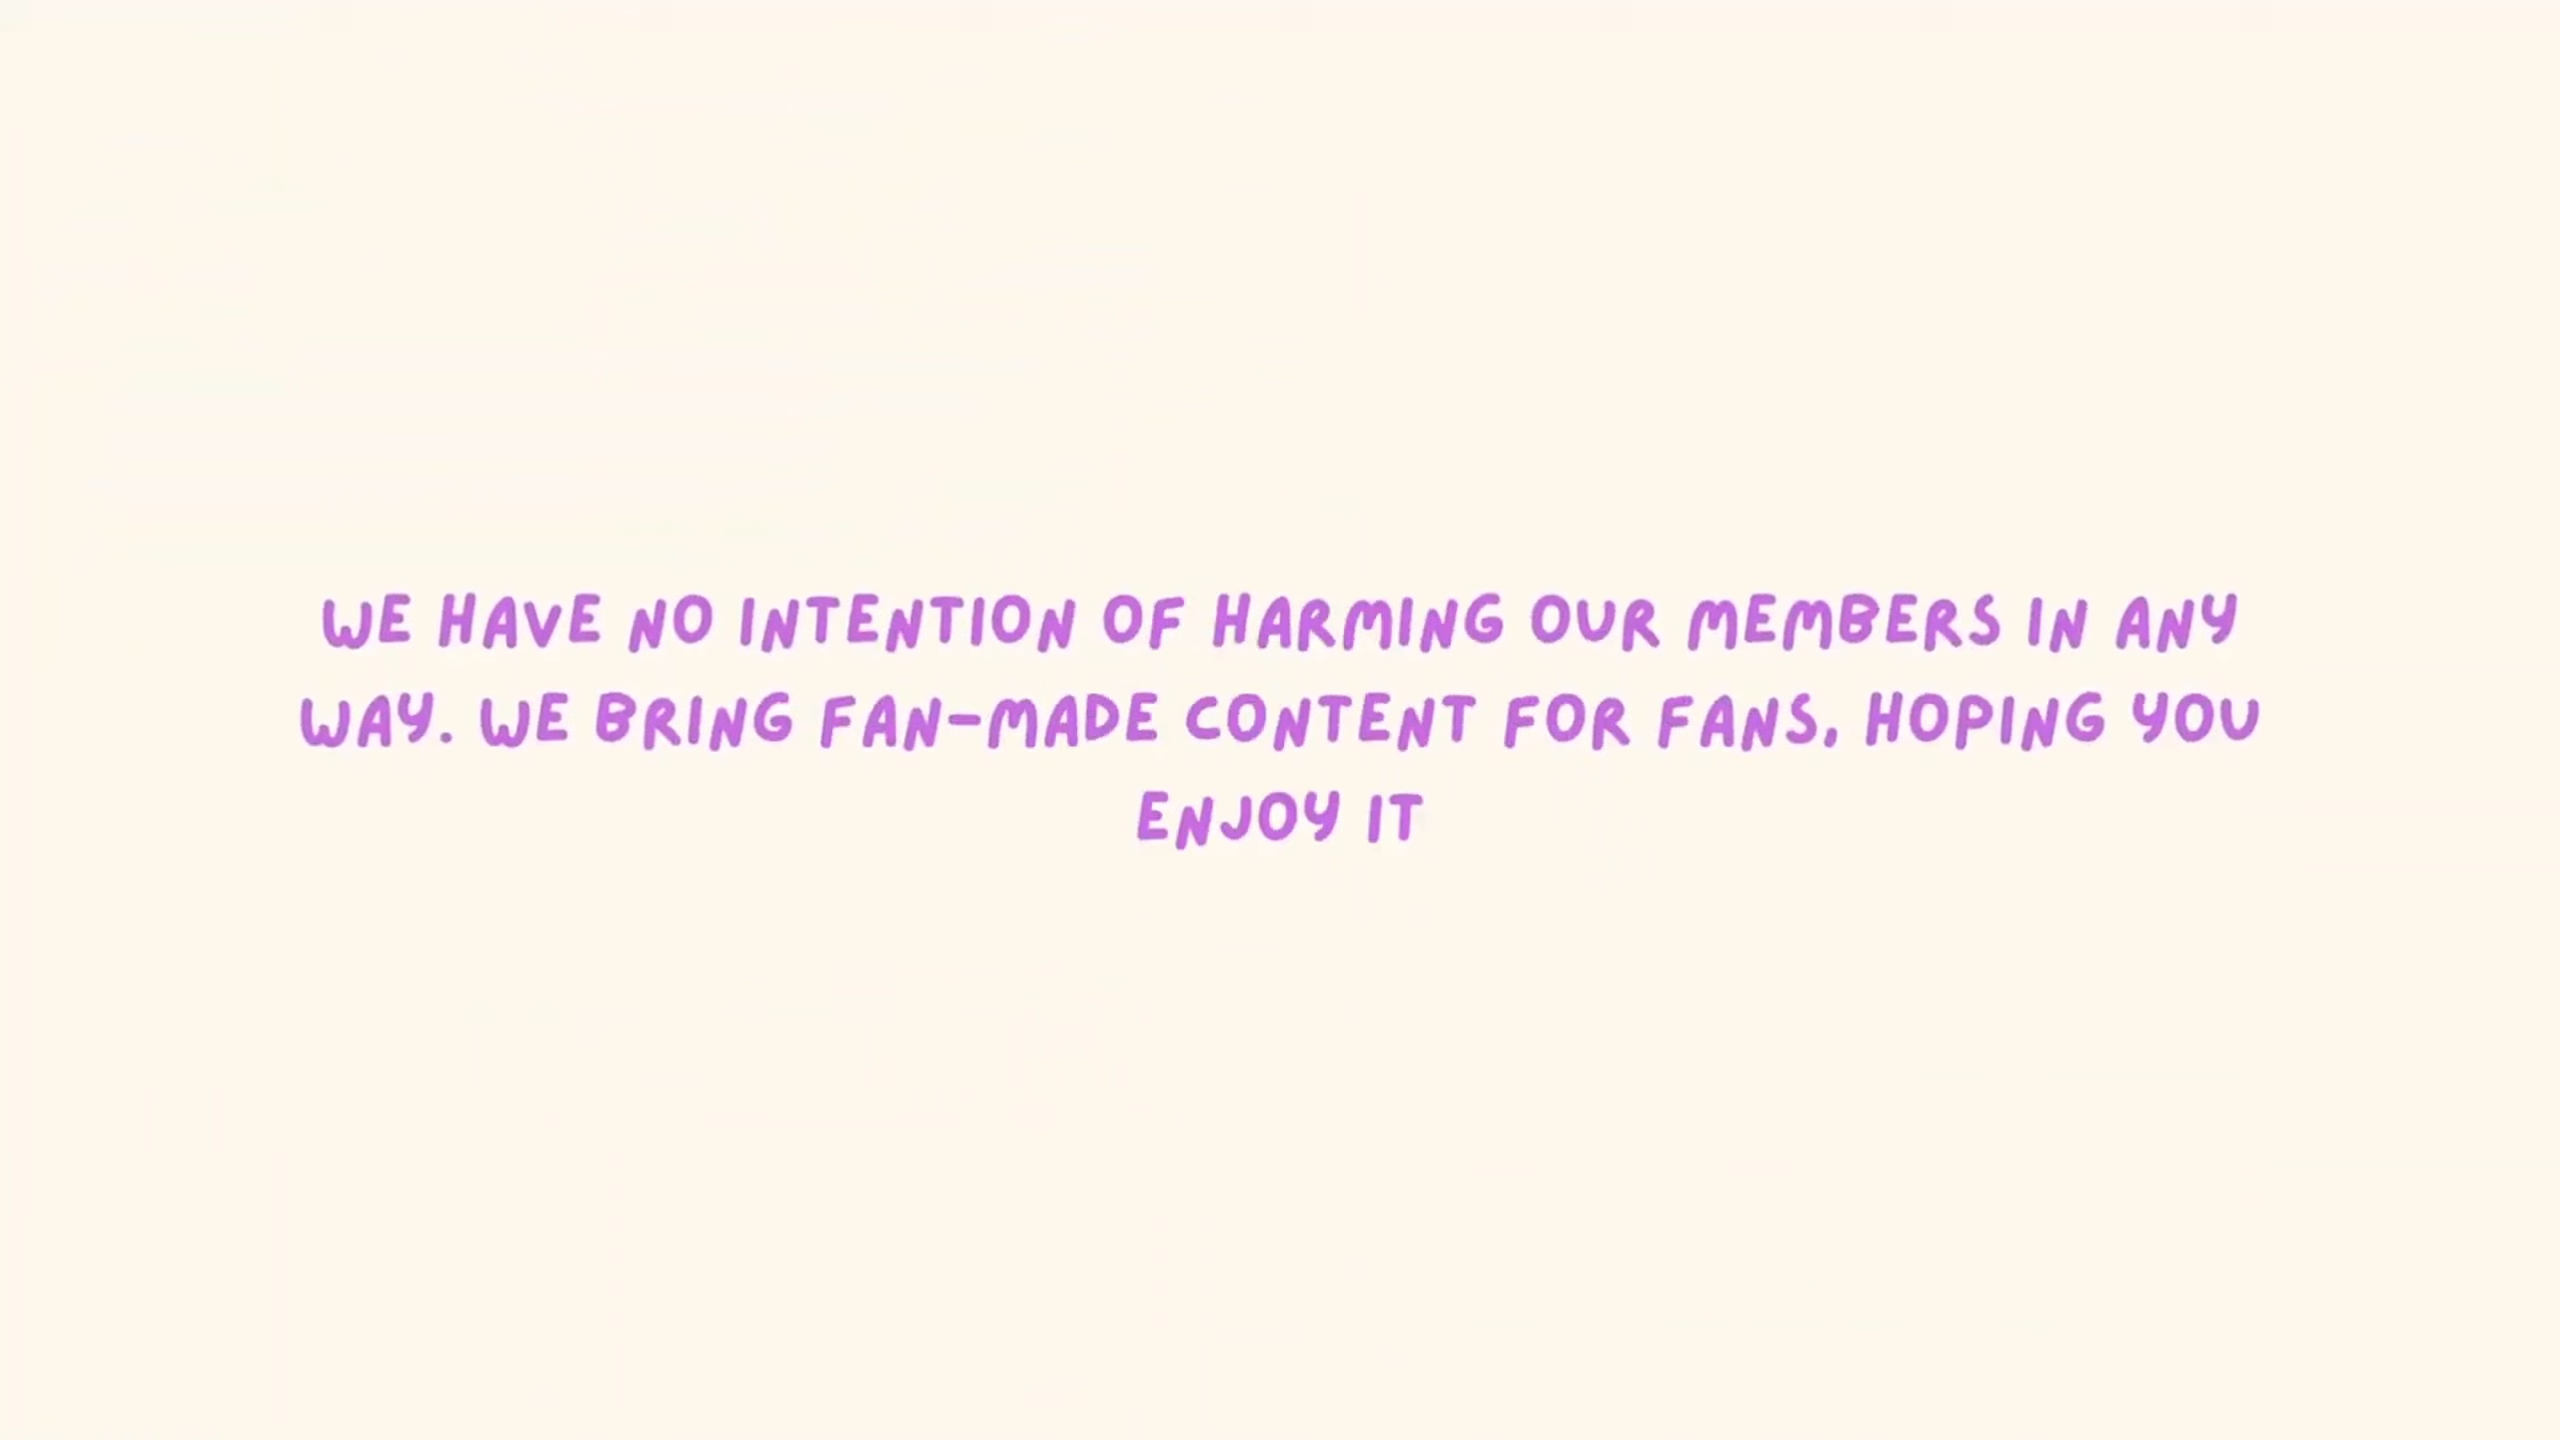 WE HAVE NO INTENTION OF HARMING OUR MEMBERS IN ANY
WAY. WE BRING FAN-MADE CONTENT FOR FANS, HOPING YOU
ENJOY IT